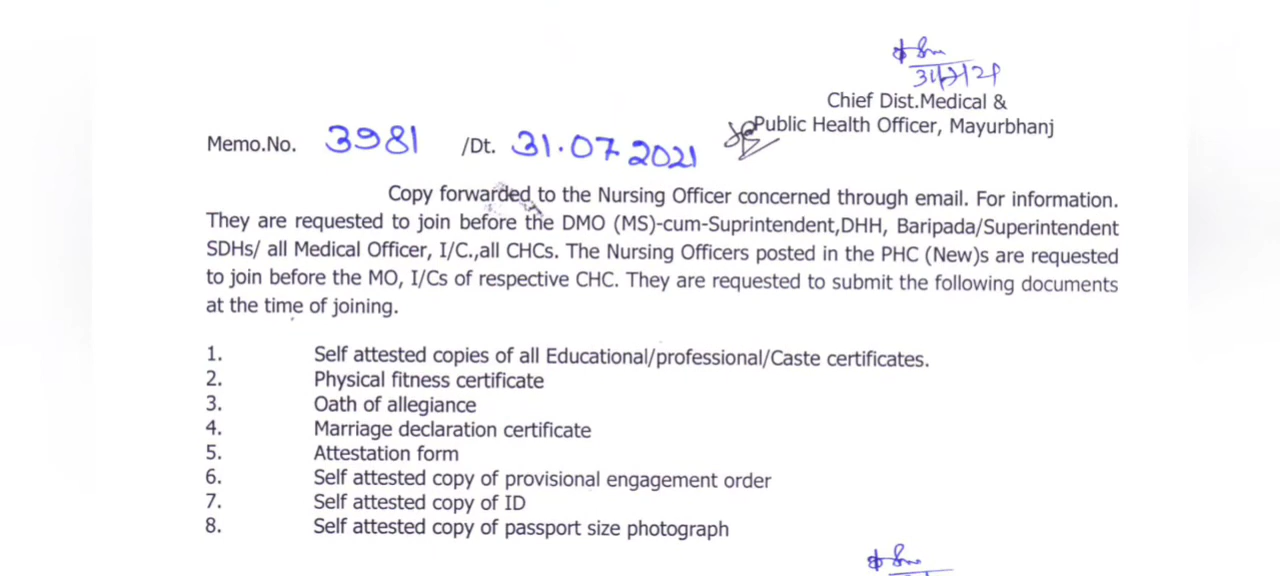 31/7/21
Chief Dist.Medical &
Public Health Officer, Mayurbhanj
Memo.No. 3981 /Dt. 31.07.2021
Copy forwarded to the Nursing Officer concerned through email. For information.
They are requested to join before the DMO (MS)-cum-Suprintendent,DHH, Baripada/Superintendent
SDHs/ all Medical Officer, I/C.,all CHCs. The Nursing Officers posted in the PHC (New)s are requested
to join before the MO, I/Cs of respective CHC. They are requested to submit the following documents
at the time of joining.
1. Self attested copies of all Educational/professional/Caste certificates.
2. Physical fitness certificate
3. Oath of allegiance
4. Marriage declaration certificate
5. Attestation form
6. Self attested copy of provisional engagement order
7. Self attested copy of ID
8. Self attested copy of passport size photograph